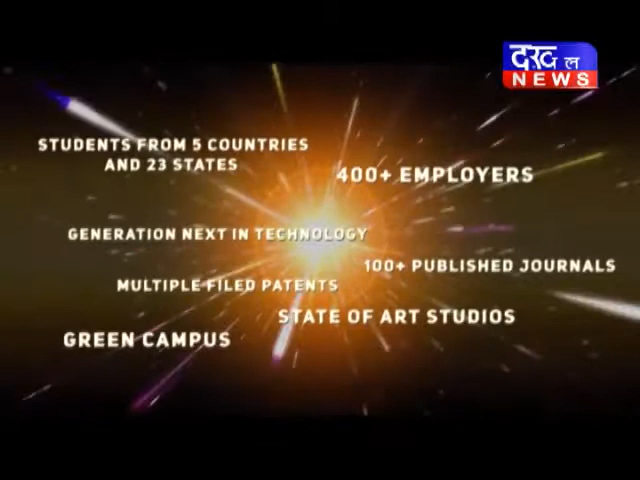 दख़ल
NEWS
STUDENTS FROM 5 COUNTRIES
AND 23 STATES
400+ EMPLOYERS
GENERATION NEXT IN TECHNOLOGY
100+ PUBLISHED JOURNALS
MULTIPLE FILED PATENTS
STATE OF ART STUDIOS
GREEN CAMPUS